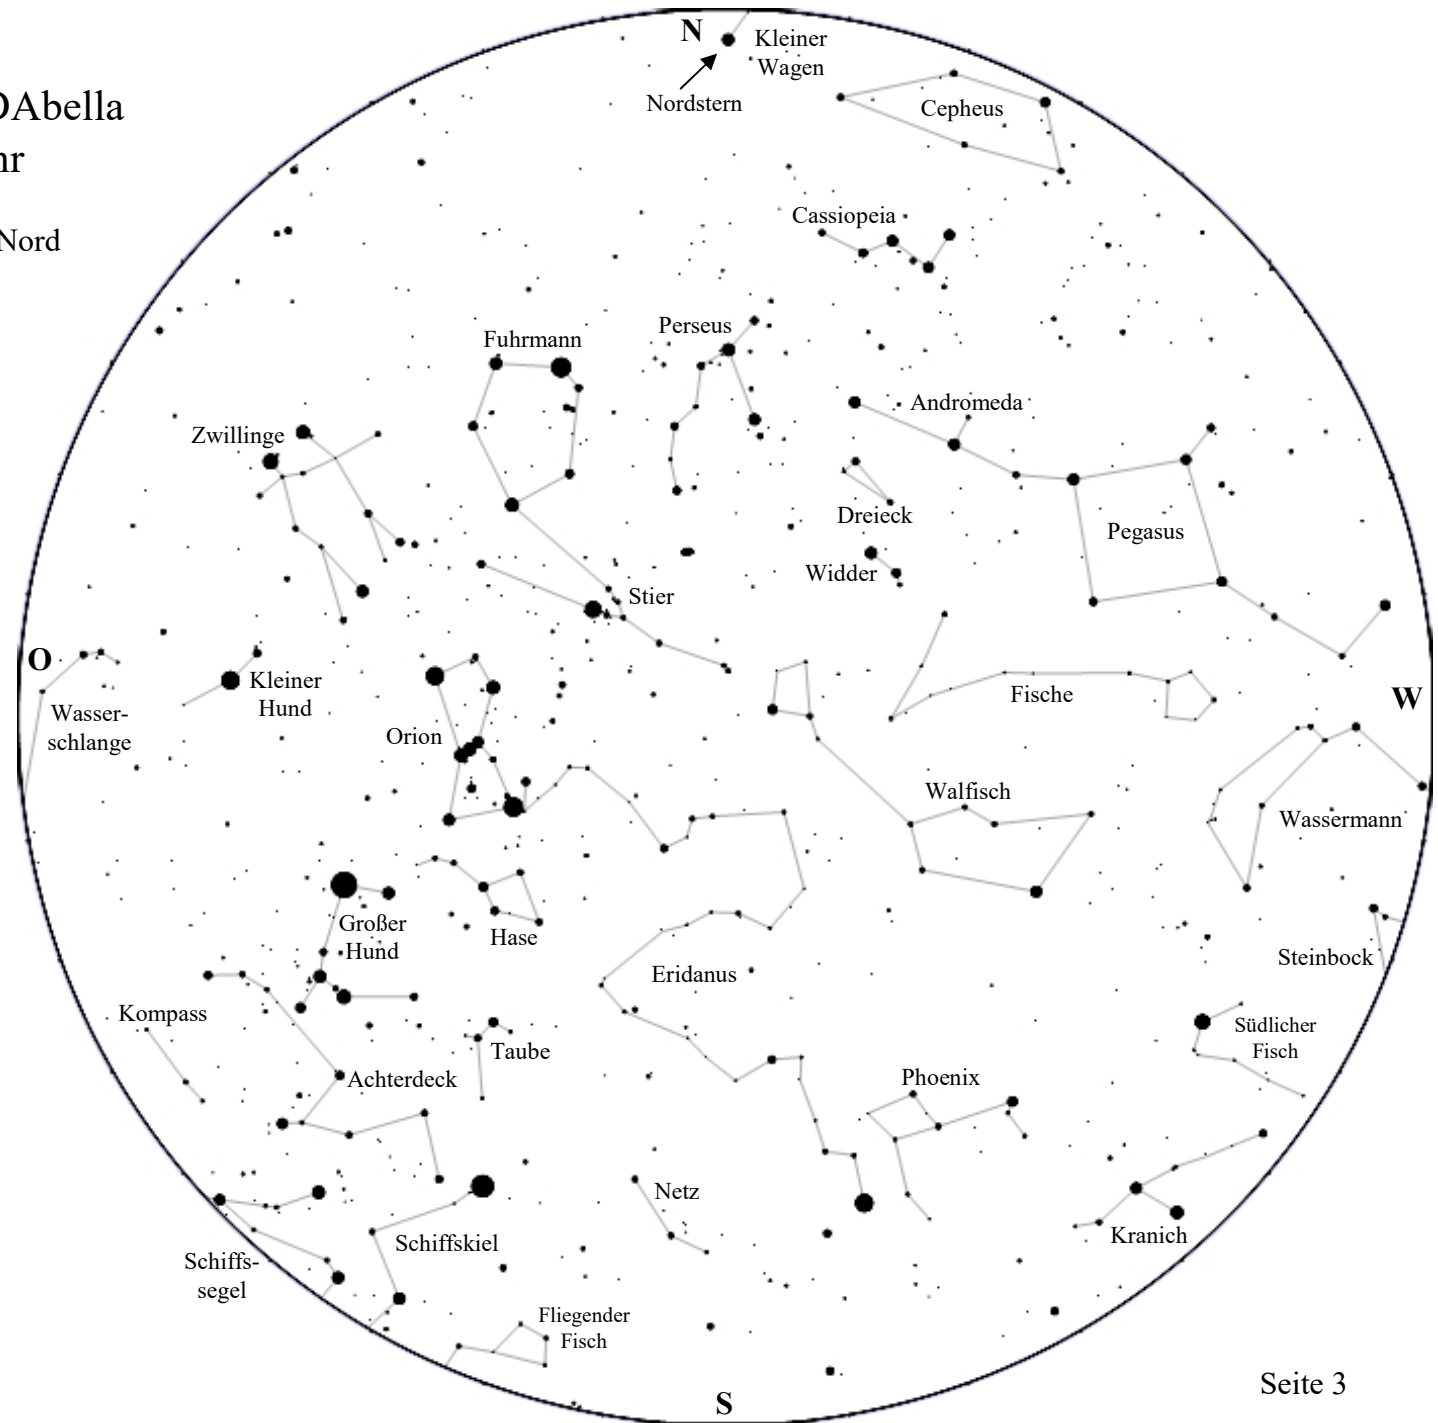 N
Kleiner
Wagen
Nordstern
Cepheus
DAbella
hr
Nord
Cassiopeia
Fuhrmann
Perseus
Andromeda
Zwillinge
Dreieck
Pegasus
Widder
Stier
O
Kleiner
Hund
Wasser-
schlange
Fische
W
Orion
Walfisch
Wassermann
Großer
Hund
Hase
Steinbock
Eridanus
Kompass
Südlicher
Fisch
Taube
Achterdeck
Phoenix
Netz
Kranich
Schiffskiel
Schiffs-
segel
Fliegender
Fisch
Seite 3
S